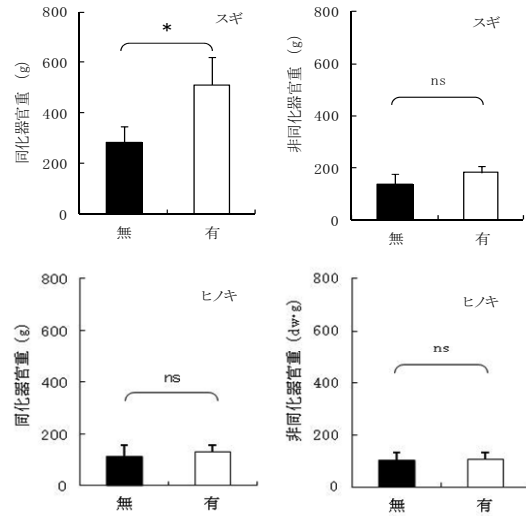 スギ
同化器官重 (g)
800
600
400
200
0
*
無
有
スギ
非同化器官重 (g)
800
600
400
200
0
ns
無
有
ヒノキ
同化器官重 (g)
800
600
400
200
0
ns
無
有
ヒノキ
非同化器官重 (dw·g)
800
600
400
200
0
ns
無
有